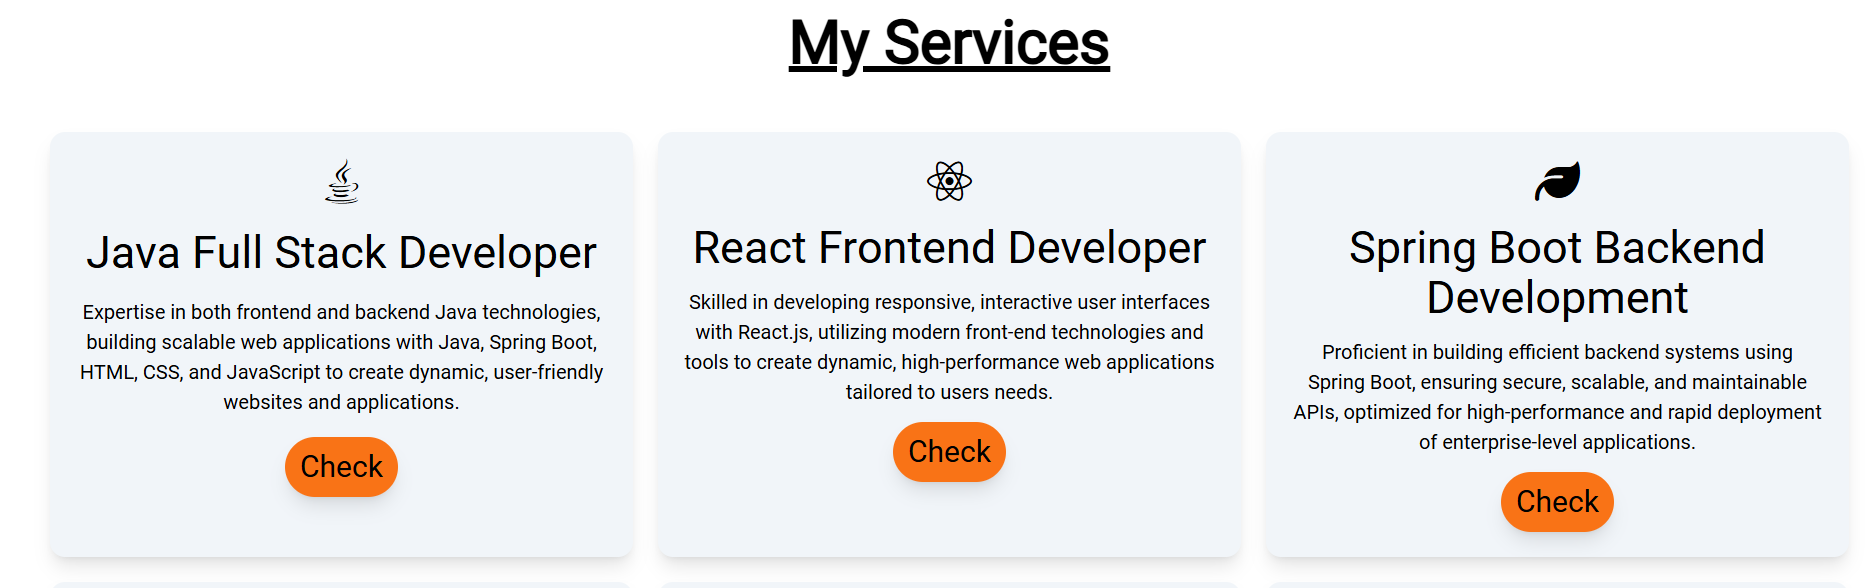 My Services
Java Full Stack Developer
Expertise in both frontend and backend Java technologies,
building scalable web applications with Java, Spring Boot,
HTML, CSS, and JavaScript to create dynamic, user-friendly
websites and applications.
Check
React Frontend Developer
Skilled in developing responsive, interactive user interfaces
with React.js, utilizing modern front-end technologies and
tools to create dynamic, high-performance web applications
tailored to users needs.
Check
Spring Boot Backend
Development
Proficient in building efficient backend systems using
Spring Boot, ensuring secure, scalable, and maintainable
APIs, optimized for high-performance and rapid deployment
of enterprise-level applications.
Check